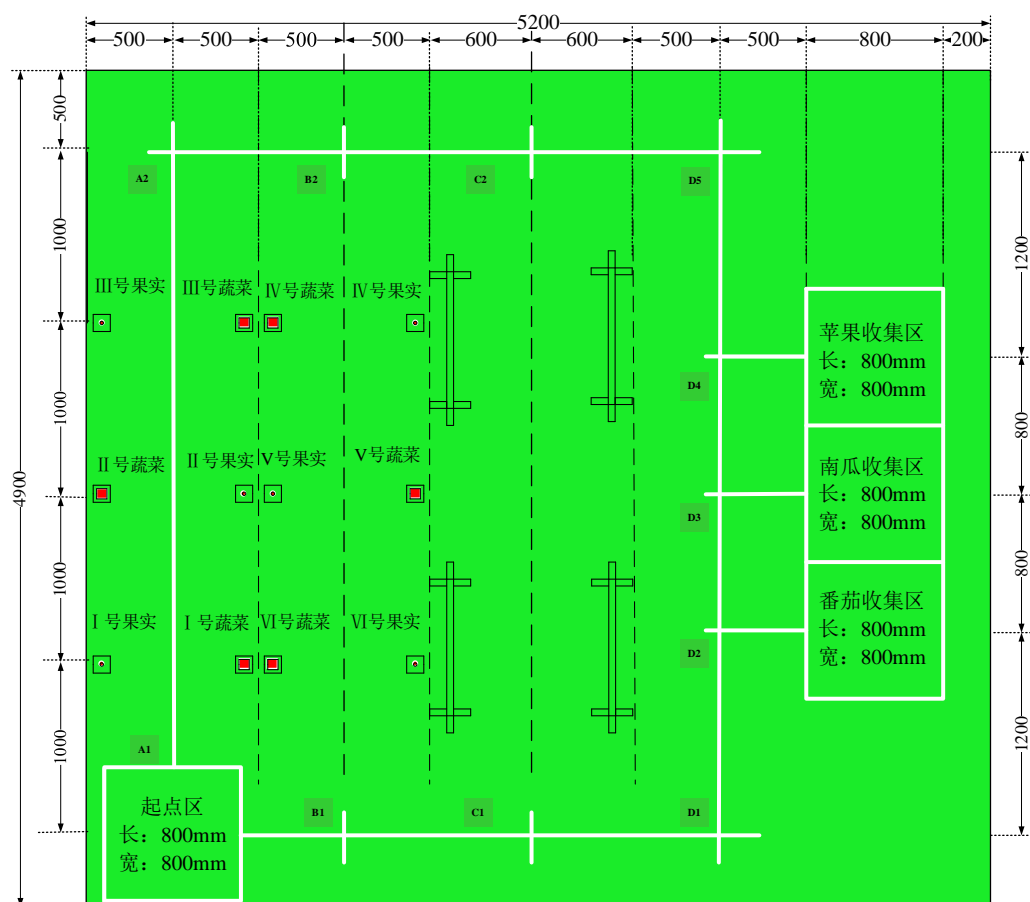 5200
500
500
500
500
600
600
500
500
800
200
500
1000
1000
1000
1000
4900
1200
800
800
1200
A2
B2
C2
D5
III号果实
III号蔬菜
IV号蔬菜
IV号果实
苹果收集区
长：800mm
宽：800mm
D4
II号蔬菜
II号果实
V号果实
V号蔬菜
南瓜收集区
长：800mm
宽：800mm
D3
I号果实
I号蔬菜
VI号蔬菜
VI号果实
番茄收集区
长：800mm
宽：800mm
D2
A1
起点区
长：800mm
宽：800mm
B1
C1
D1